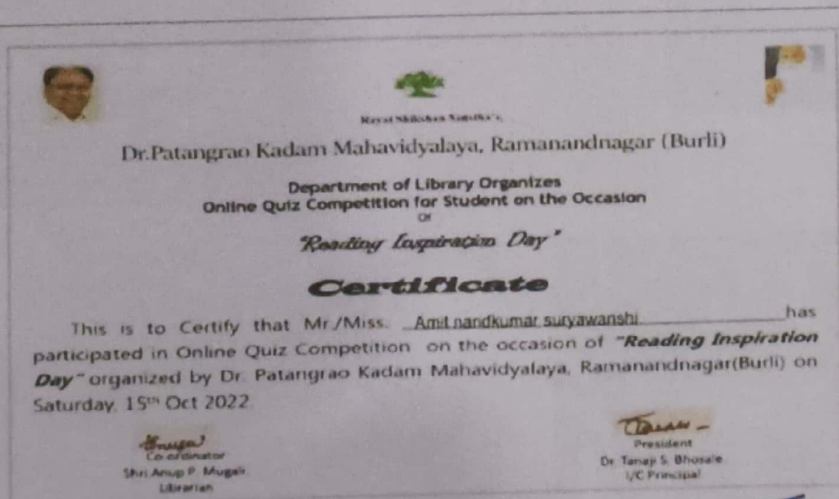 Rayat Shikshan Sanstha's,
Dr.Patangrao Kadam Mahavidyalaya, Ramanandnagar (Burli)
Department of Library Organizes
Online Quiz Competition for Student on the Occasion
Of
"Reading Inspiration Day"
Certificate
This is to Certify that Mr./Miss. Amit nandkumar suryawanshi has
participated in Online Quiz Competition on the occasion of "Reading Inspiration
Day" organized by Dr. Patangrao Kadam Mahavidyalaya, Ramanandnagar(Burli) on
Saturday, 15th Oct 2022.
Co-ordinator
Shri.Anup P. Mugali
Librarian
President
Dr. Tanaji S. Bhosale
I/C Principal